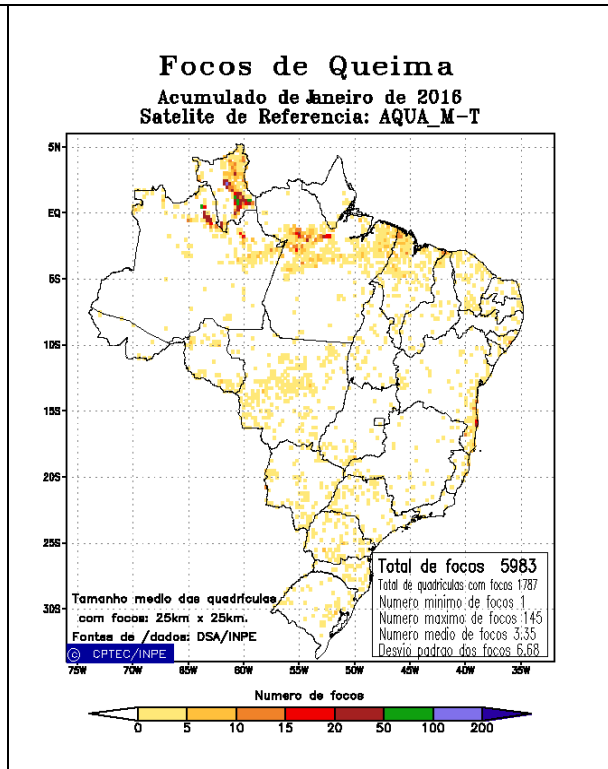 Focos de Queima
Acumulado de Janeiro de 2016
Satelite de Referencia: AQUA_M-T
5N
EQ
5S
10S
15S
20S
25S
30S
75W 70W 65W 60W 55W 50W 45W 40W 35W
Tamanho medio das quadriculas
com focos: 25km x 25km.
Fontes de /dados: DSA/INPE
© CPTEC/INPE
Total de focos 5983
Total de quadriculas com focos 1787
Numero minimo de focos 1
Numero maximo de focos 145
Numero medio de focos 3.35
Desvio padrao dos focos 6.68
Numero de focos
0 5 10 15 20 50 100 200